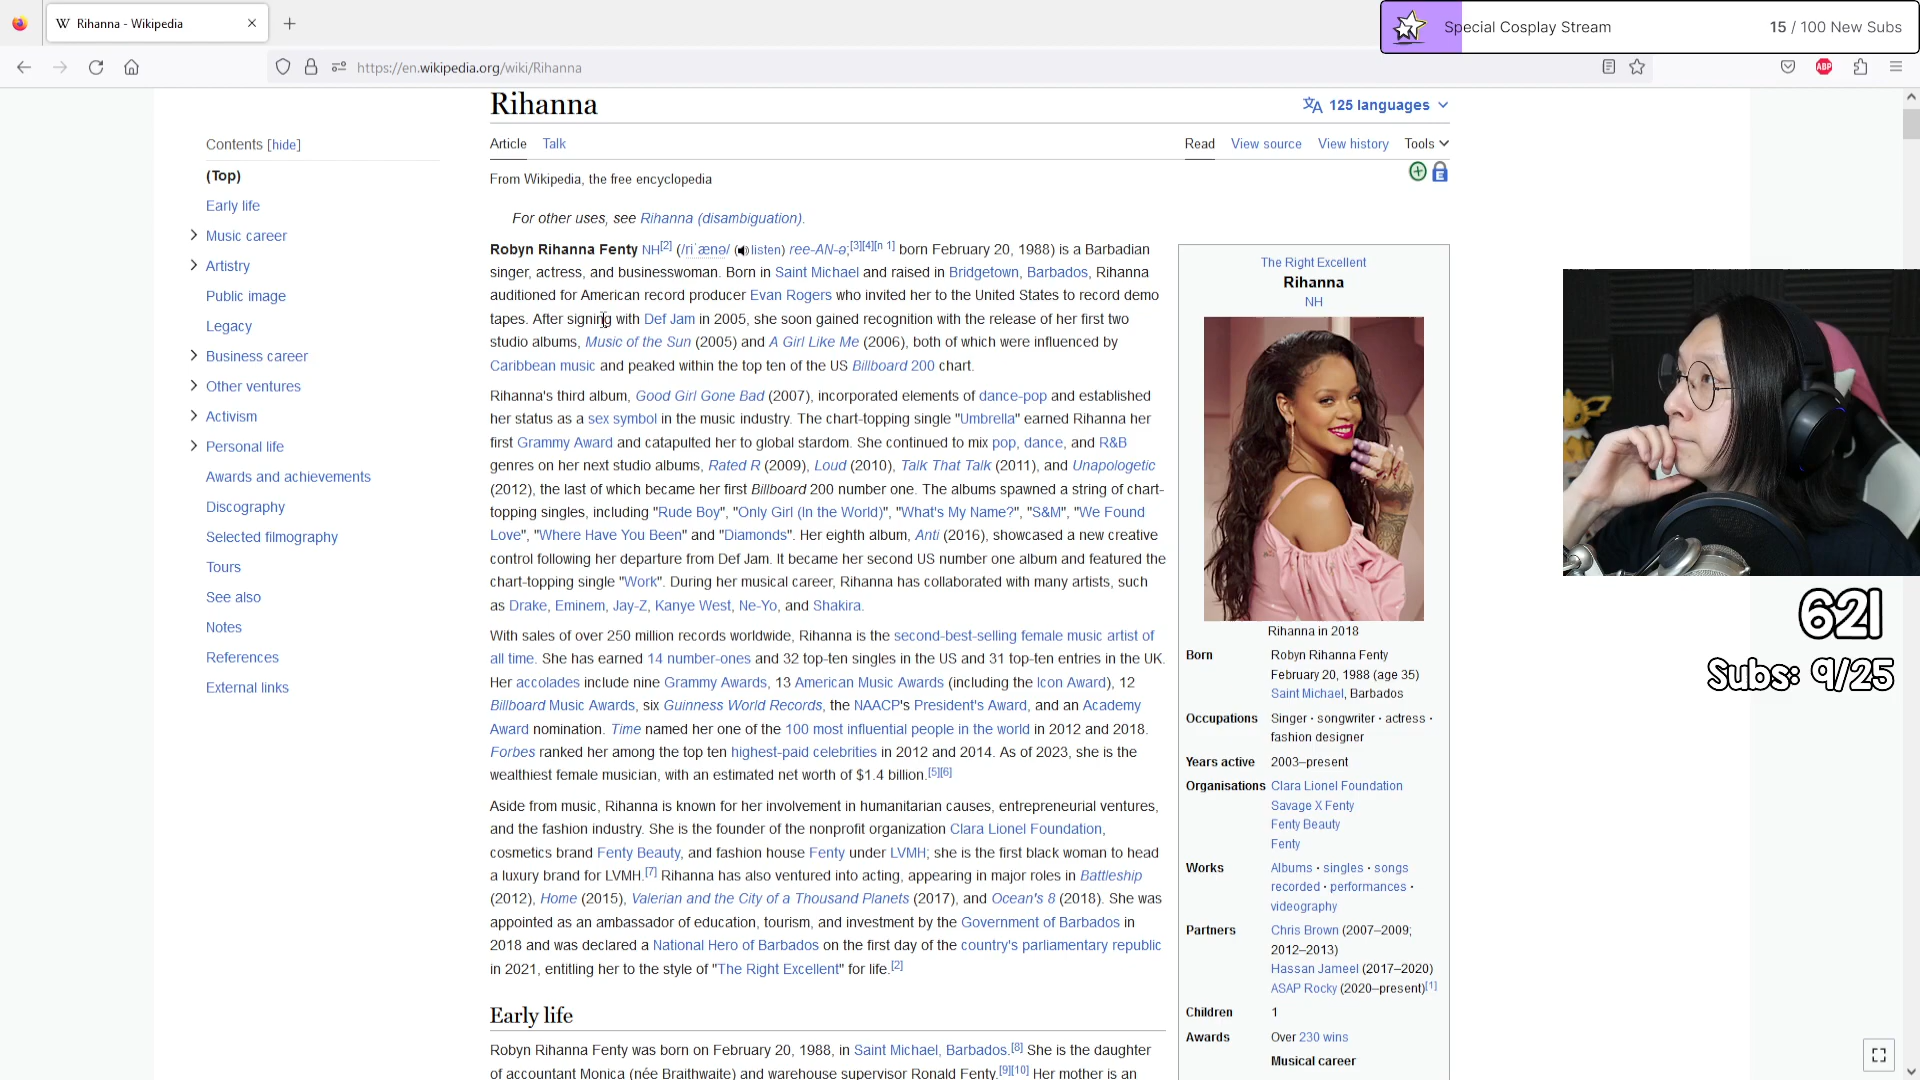 Rihanna - Wikipedia
Special Cosplay Stream
15 / 100 New Subs
https://en.wikipedia.org/wiki/Rihanna
ABP
Rihanna
125 languages
Article Talk
Read View source View history Tools
From Wikipedia, the free encyclopedia
Contents [hide]
(Top)
Early life
Music career
Artistry
Public image
Legacy
Business career
Other ventures
Activism
Personal life
Awards and achievements
Discography
Selected filmography
Tours
See also
Notes
References
External links
For other uses, see Rihanna (disambiguation).
Robyn Rihanna Fenty NH[2] (/riˈænə/ (listen) ree-AN-ə;[3][4][n 1] born February 20, 1988) is a Barbadian
singer, actress, and businesswoman. Born in Saint Michael and raised in Bridgetown, Barbados, Rihanna
auditioned for American record producer Evan Rogers who invited her to the United States to record demo
tapes. After signing with Def Jam in 2005, she soon gained recognition with the release of her first two
studio albums, Music of the Sun (2005) and A Girl Like Me (2006), both of which were influenced by
Caribbean music and peaked within the top ten of the US Billboard 200 chart.
Rihanna's third album, Good Girl Gone Bad (2007), incorporated elements of dance-pop and established
her status as a sex symbol in the music industry. The chart-topping single "Umbrella" earned Rihanna her
first Grammy Award and catapulted her to global stardom. She continued to mix pop, dance, and R&B
genres on her next studio albums, Rated R (2009), Loud (2010), Talk That Talk (2011), and Unapologetic
(2012), the last of which became her first Billboard 200 number one. The albums spawned a string of chart-
topping singles, including "Rude Boy", "Only Girl (In the World)", "What's My Name?", "S&M", "We Found
Love", "Where Have You Been" and "Diamonds". Her eighth album, Anti (2016), showcased a new creative
control following her departure from Def Jam. It became her second US number one album and featured the
chart-topping single "Work". During her musical career, Rihanna has collaborated with many artists, such
as Drake, Eminem, Jay-Z, Kanye West, Ne-Yo, and Shakira.
With sales of over 250 million records worldwide, Rihanna is the second-best-selling female music artist of
all time. She has earned 14 number-ones and 32 top-ten singles in the US and 31 top-ten entries in the UK.
Her accolades include nine Grammy Awards, 13 American Music Awards (including the Icon Award), 12
Billboard Music Awards, six Guinness World Records, the NAACP's President's Award, and an Academy
Award nomination. Time named her one of the 100 most influential people in the world in 2012 and 2018.
Forbes ranked her among the top ten highest-paid celebrities in 2012 and 2014. As of 2023, she is the
wealthiest female musician, with an estimated net worth of $1.4 billion.[5][6]
Aside from music, Rihanna is known for her involvement in humanitarian causes, entrepreneurial ventures,
and the fashion industry. She is the founder of the nonprofit organization Clara Lionel Foundation,
cosmetics brand Fenty Beauty, and fashion house Fenty under LVMH; she is the first black woman to head
a luxury brand for LVMH.[7] Rihanna has also ventured into acting, appearing in major roles in Battleship
(2012), Home (2015), Valerian and the City of a Thousand Planets (2017), and Ocean's 8 (2018). She was
appointed as an ambassador of education, tourism, and investment by the Government of Barbados in
2018 and was declared a National Hero of Barbados on the first day of the country's parliamentary republic
in 2021, entitling her to the style of "The Right Excellent" for life.[2]
Early life
Robyn Rihanna Fenty was born on February 20, 1988, in Saint Michael, Barbados.[8] She is the daughter
of accountant Monica (née Braithwaite) and warehouse supervisor Ronald Fenty.[9][10] Her mother is an
The Right Excellent
Rihanna
NH
Rihanna in 2018
Born Robyn Rihanna Fenty
February 20, 1988 (age 35)
Saint Michael, Barbados
Occupations Singer · songwriter · actress ·
fashion designer
Years active 2003–present
Organisations Clara Lionel Foundation
Savage X Fenty
Fenty Beauty
Fenty
Works Albums · singles · songs
recorded · performances ·
videography
Partners Chris Brown (2007–2009;
2012–2013)
Hassan Jameel (2017–2020)
ASAP Rocky (2020–present)[1]
Children 1
Awards Over 230 wins
Musical career
621
Subs: 9/25